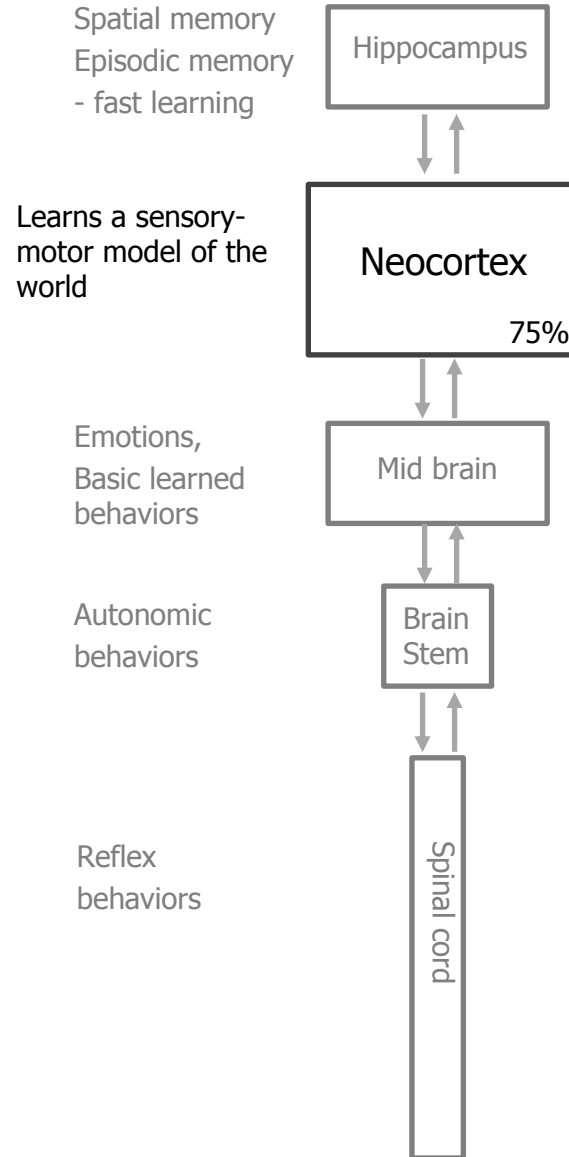 Spatial memory
Episodic memory
- fast learning
Hippocampus
Learns a sensory-
motor model of the
world
Neocortex
75%
Emotions,
Basic learned
behaviors
Mid brain
Autonomic
behaviors
Brain
Stem
Reflex
behaviors
Spinal cord